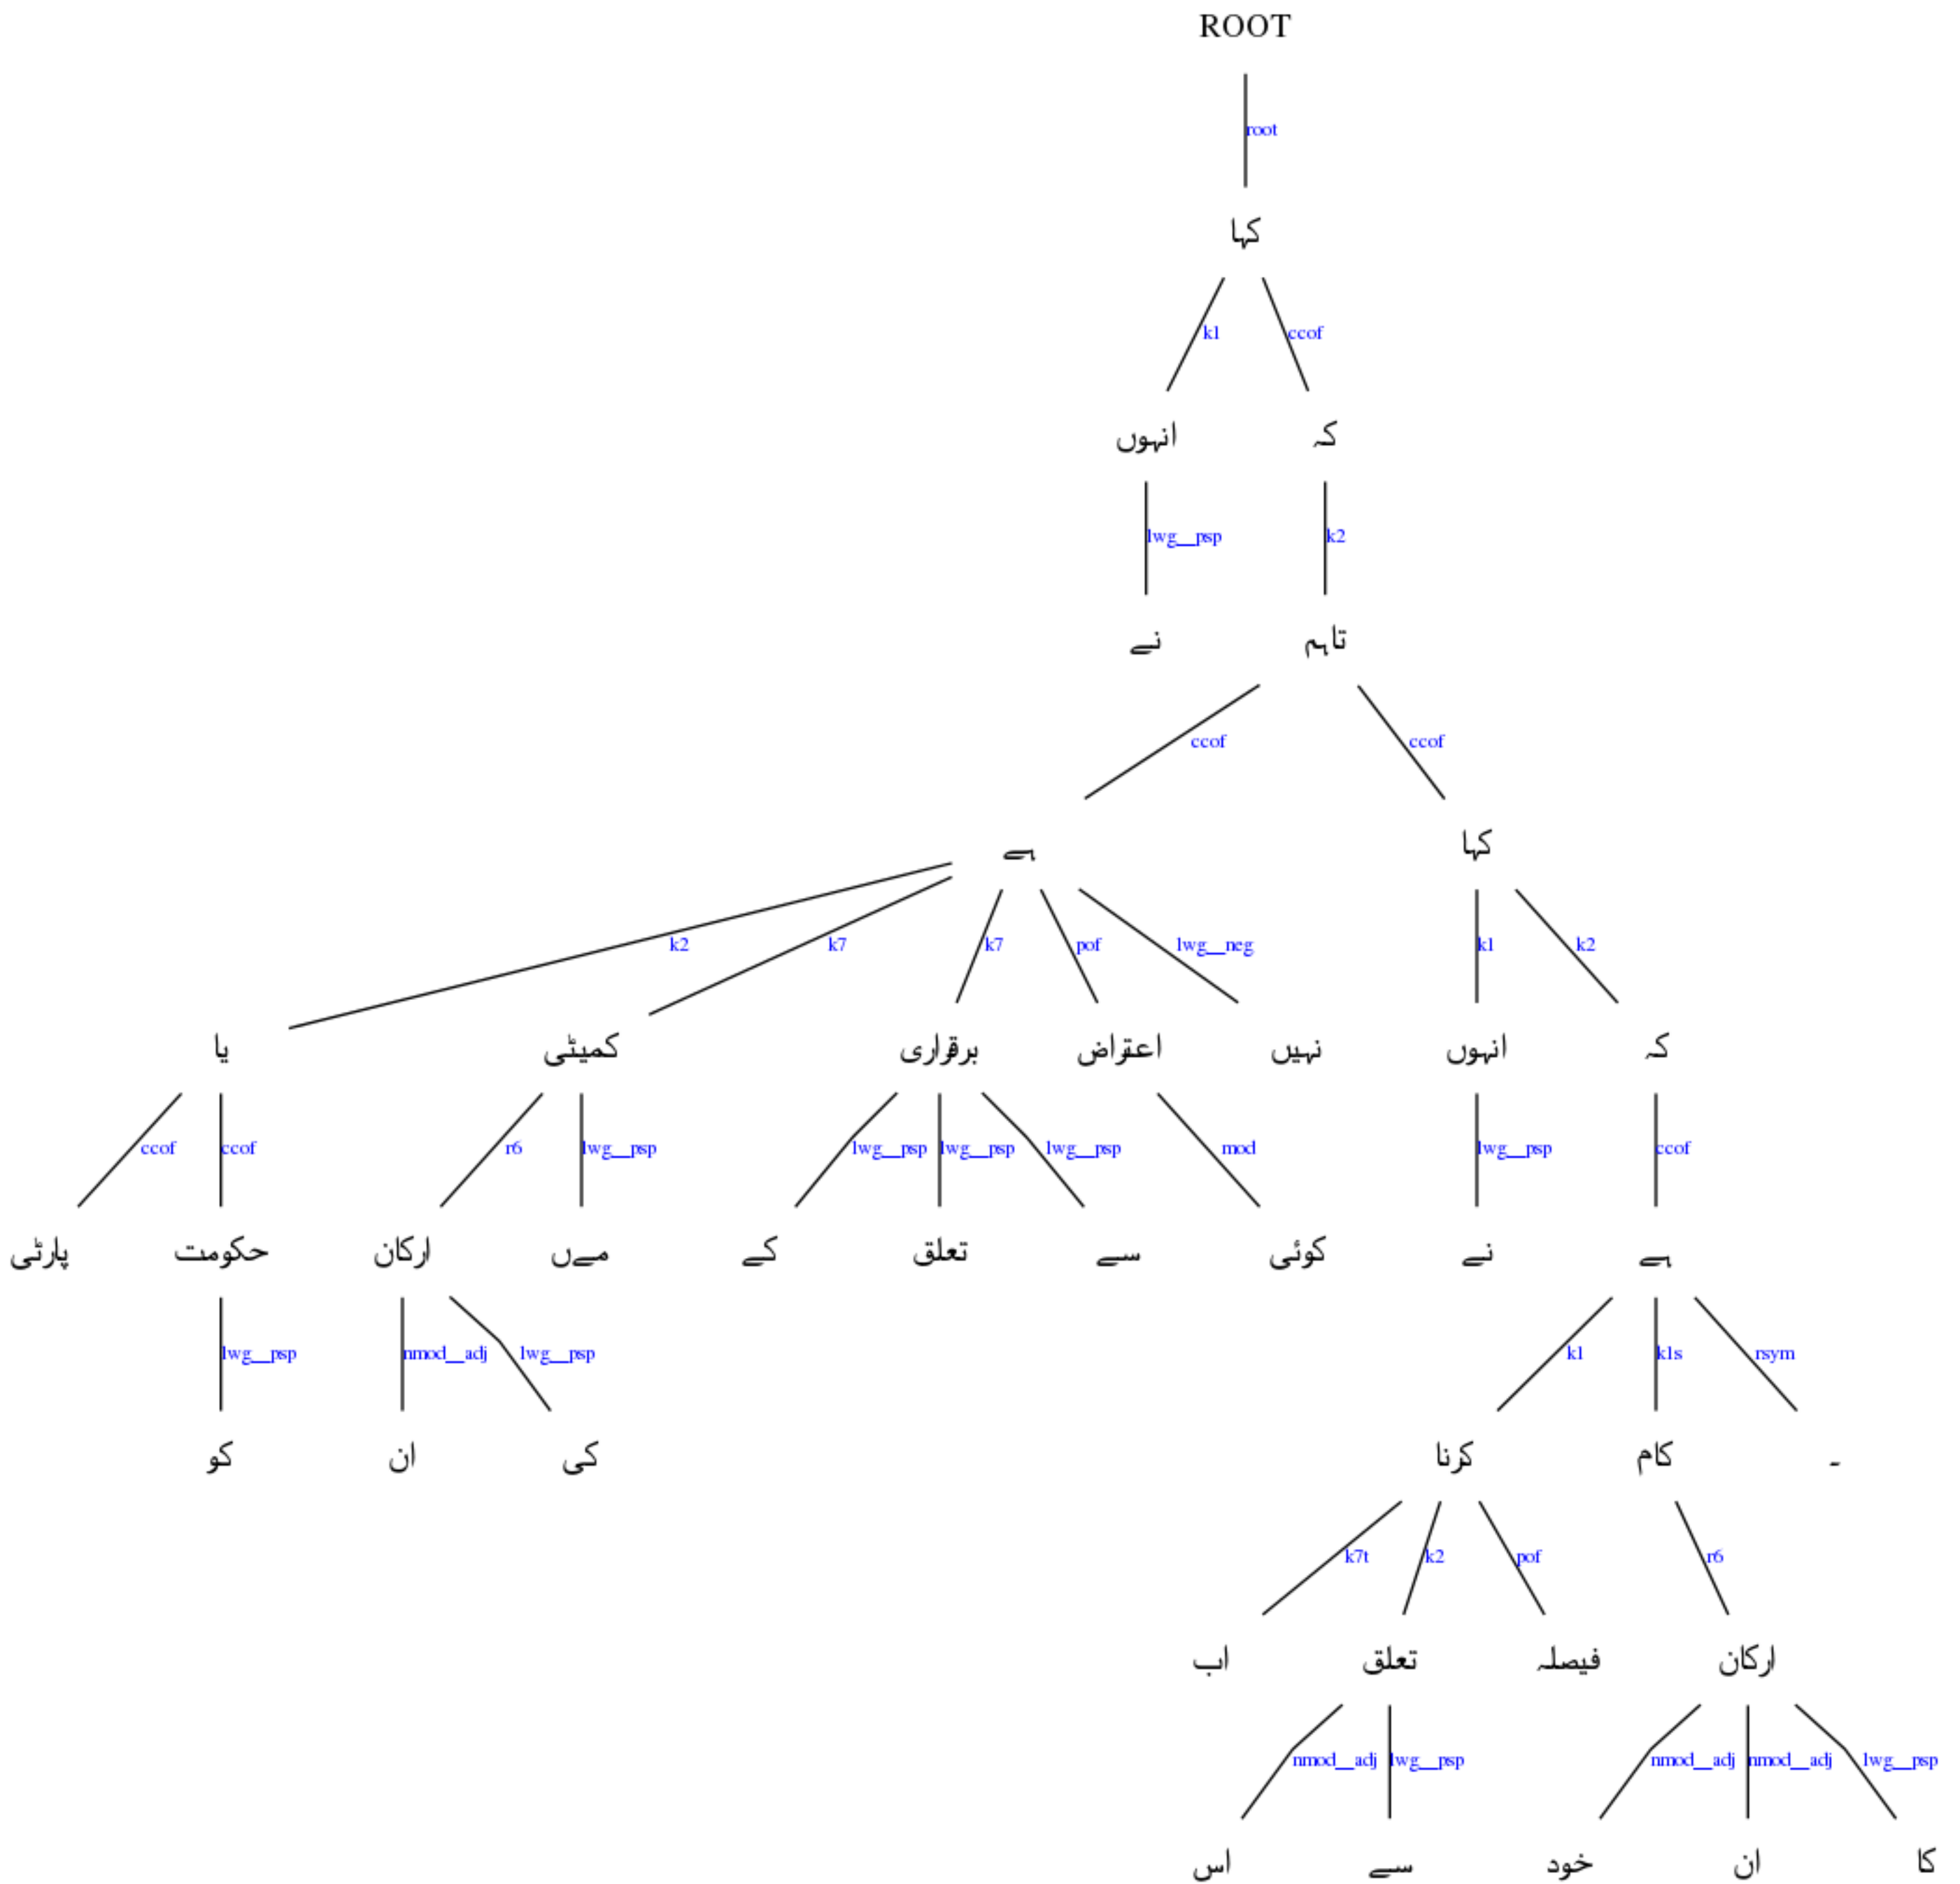 ROOT
root
کہا
k1 ccof
انہوں کہ
lwg__psp k2
نے تاہم
ccof ccof
ہے کہا
k2 k7 k7 pof lwg__neg k1 k2
یا کمیٹی برقراری اعتراض نہیں انہوں کہ
ccof ccof r6 lwg__psp lwg__psp lwg__psp lwg__psp mod lwg__psp ccof
پارٹی حکومت ارکان مےں کے تعلق سے کوئی نے ہے
lwg__psp nmod__adj lwg__psp k1 k1s rsym
کو ان کی کرنا کام ۔
k7t k2 pof r6
اب تعلق فیصلہ ارکان
nmod__adj lwg__psp nmod__adj nmod__adj lwg__psp
اس سے خود ان کا